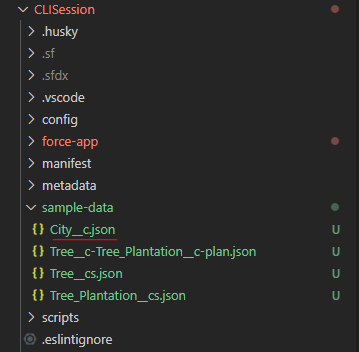 CLISession
.husky
.sf
.sfdx
.vscode
config
force-app
manifest
metadata
sample-data
{} City__c.json
{} Tree__c-Tree_Plantation__c-plan.json U
{} Tree__cs.json U
{} Tree_Plantation__cs.json U
scripts
.eslintignore